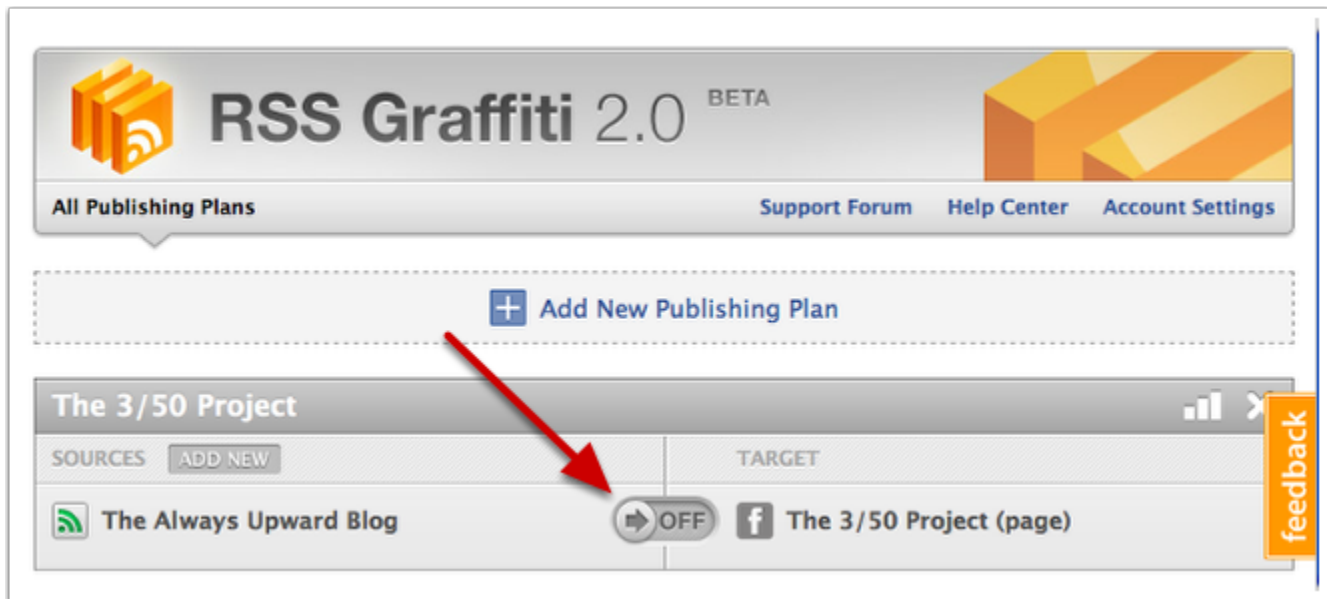 RSS Graffiti 2.0 BETA
All Publishing Plans Support Forum Help Center Account Settings
Add New Publishing Plan
The 3/50 Project
SOURCES ADD NEW TARGET
The Always Upward Blog OFF The 3/50 Project (page)
feedback